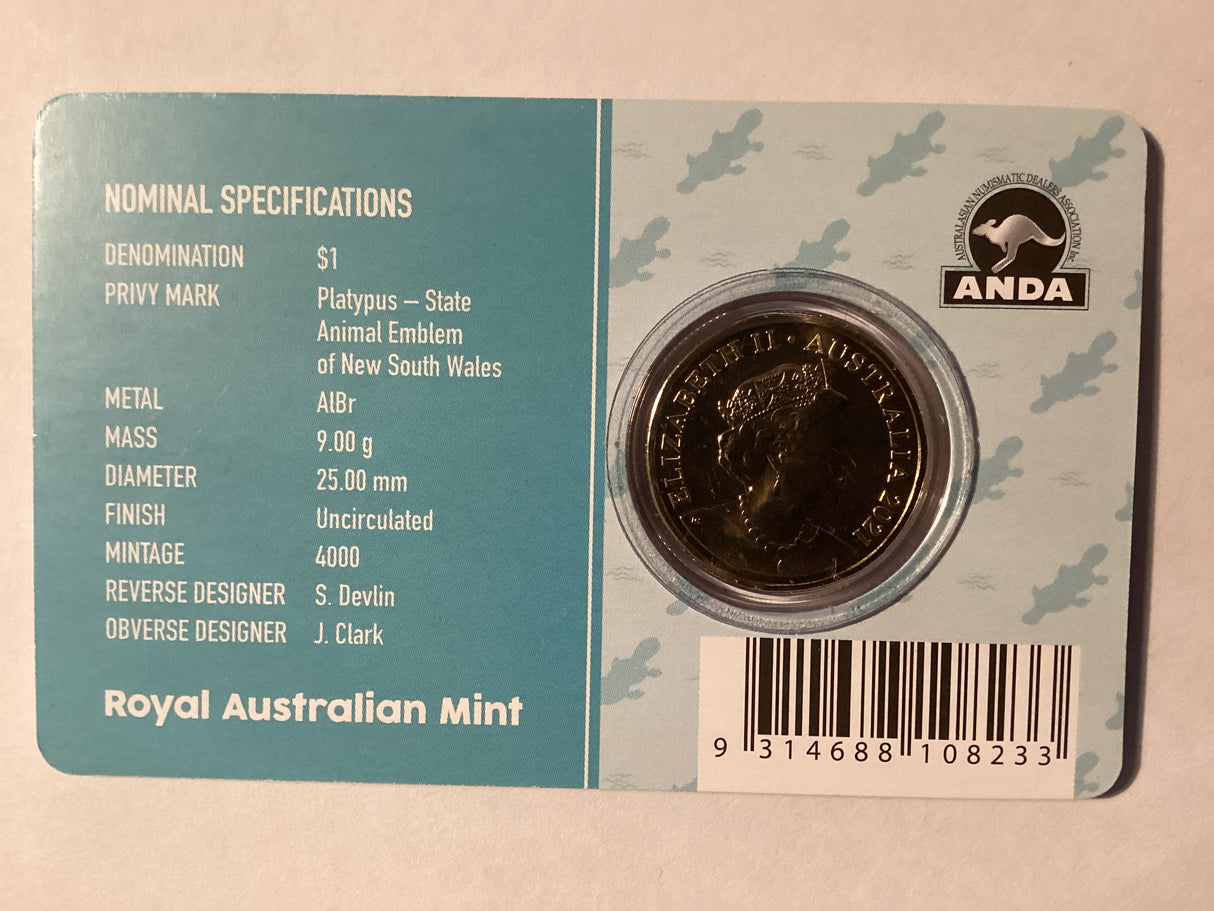 NOMINAL SPECIFICATIONS
DENOMINATION $1
PRIVY MARK Platypus – State
Animal Emblem
of New South Wales
METAL AlBr
MASS 9.00 g
DIAMETER 25.00 mm
FINISH Uncirculated
MINTAGE 4000
REVERSE DESIGNER S. Devlin
OBVERSE DESIGNER J. Clark
Royal Australian Mint
AUSTRALASIAN NUMISMATIC DEALERS ASSOCIATION Inc
ANDA
ELIZABETH II · AUSTRALIA 2021
9 314688 108233